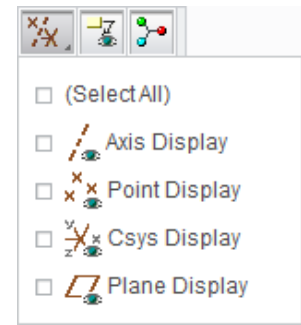 (Select All)
Axis Display
Point Display
Csys Display
Plane Display